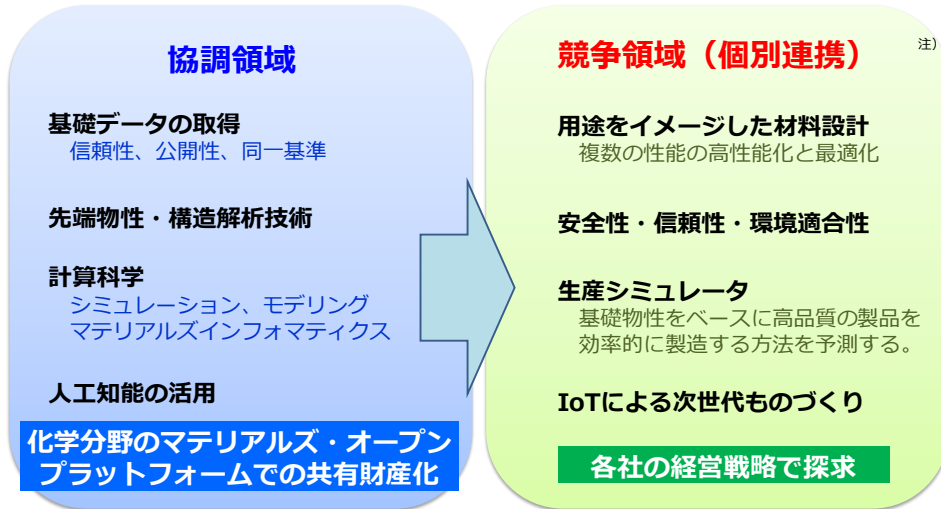 協調領域
基礎データの取得
信頼性、公開性、同一基準
先端物性・構造解析技術
計算科学
シミュレーション、モデリング
マテリアルズインフォマティクス
人工知能の活用
化学分野のマテリアルズ・オープン
プラットフォームでの共有財産化
競争領域（個別連携）
注）
用途をイメージした材料設計
複数の性能の高性能化と最適化
安全性・信頼性・環境適合性
生産シミュレータ
基礎物性をベースに高品質の製品を
効率的に製造する方法を予測する。
IoTによる次世代ものづくり
各社の経営戦略で探求